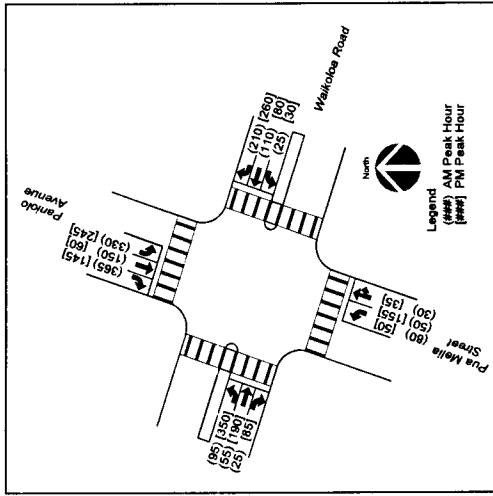 Paniolo
Avenue
(365) [145]
(150) [60]
(330) [245]
(210) [260]
(110) [80]
(25) [30]
Waikoloa Road
(95) [350]
(55) [190]
(25) [85]
(60) [50]
(50) [155]
(30) [35]
Pua Melia
Street
North
Legend
(###) AM Peak Hour
[###] PM Peak Hour